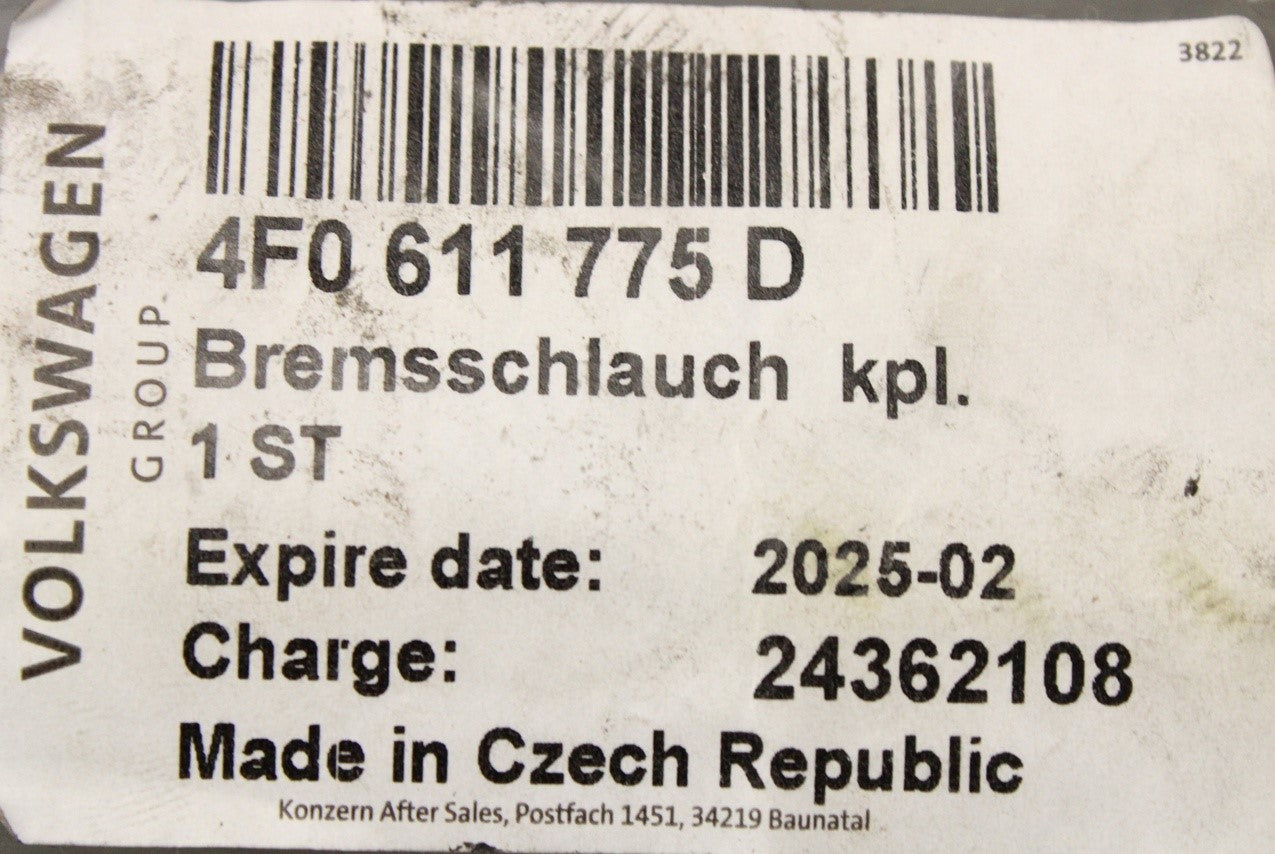 3822
VOLKSWAGEN
GROUP
4F0 611 775 D
Bremsschlauch kpl.
1 ST
Expire date: 2025-02
Charge: 24362108
Made in Czech Republic
Konzern After Sales, Postfach 1451, 34219 Baunatal